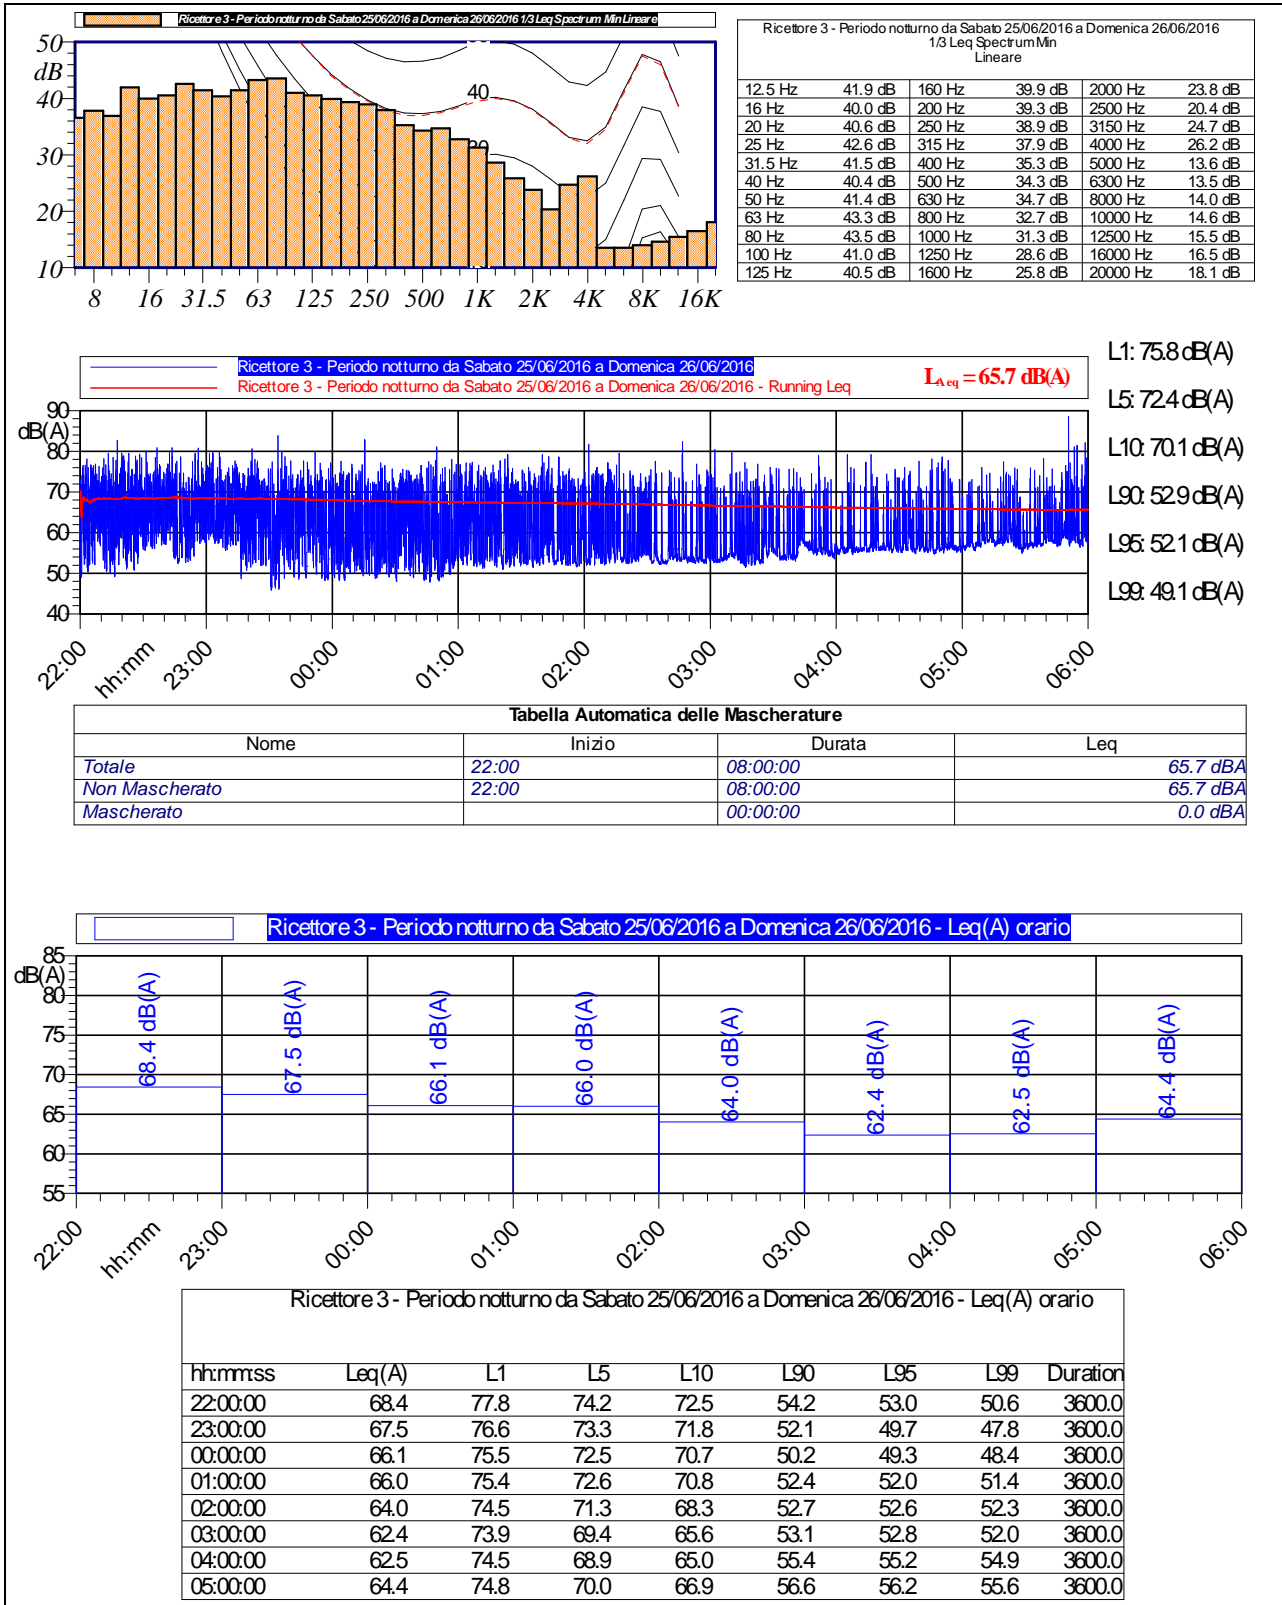 Ricettore 3 - Periodo notturno da Sabato 25/06/2016 a Domenica 26/06/2016 1/3 Leq Spectrum Min Lineare
50
dB
40
30
20
10
40
8 16 31.5 63 125 250 500 1K 2K 4K 8K 16K
Ricettore 3 - Periodo notturno da Sabato 25/06/2016 a Domenica 26/06/2016
1/3 Leq Spectrum Min
Lineare
12.5 Hz 41.9 dB 160 Hz 39.9 dB 2000 Hz 23.8 dB
16 Hz 40.0 dB 200 Hz 39.3 dB 2500 Hz 20.4 dB
20 Hz 40.6 dB 250 Hz 38.9 dB 3150 Hz 24.7 dB
25 Hz 42.6 dB 315 Hz 37.9 dB 4000 Hz 26.2 dB
31.5 Hz 41.5 dB 400 Hz 35.3 dB 5000 Hz 13.6 dB
40 Hz 40.4 dB 500 Hz 34.3 dB 6300 Hz 13.5 dB
50 Hz 41.4 dB 630 Hz 34.7 dB 8000 Hz 14.0 dB
63 Hz 43.3 dB 800 Hz 32.7 dB 10000 Hz 14.6 dB
80 Hz 43.5 dB 1000 Hz 31.3 dB 12500 Hz 15.5 dB
100 Hz 41.0 dB 1250 Hz 28.6 dB 16000 Hz 16.5 dB
125 Hz 40.5 dB 1600 Hz 25.8 dB 20000 Hz 18.1 dB
Ricettore 3 - Periodo notturno da Sabato 25/06/2016 a Domenica 26/06/2016
Ricettore 3 - Periodo notturno da Sabato 25/06/2016 a Domenica 26/06/2016 - Running Leq
LAeq = 65.7 dB(A)
90
dB(A)
80
70
60
50
40
22:00 hh:mm 23:00 00:00 01:00 02:00 03:00 04:00 05:00 06:00
L1: 75.8 dB(A)
L5: 72.4 dB(A)
L10: 70.1 dB(A)
L90: 52.9 dB(A)
L95: 52.1 dB(A)
L99: 49.1 dB(A)
Tabella Automatica delle Mascherature
Nome Inizio Durata Leq
Totale 22:00 08:00:00 65.7 dBA
Non Mascherato 22:00 08:00:00 65.7 dBA
Mascherato 00:00:00 0.0 dBA
Ricettore 3 - Periodo notturno da Sabato 25/06/2016 a Domenica 26/06/2016 - Leq(A) orario
85
dB(A)
80
75
70
65
60
55
68.4 dB(A) 67.5 dB(A) 66.1 dB(A) 66.0 dB(A) 64.0 dB(A) 62.4 dB(A) 62.5 dB(A) 64.4 dB(A)
22:00 hh:mm 23:00 00:00 01:00 02:00 03:00 04:00 05:00 06:00
Ricettore 3 - Periodo notturno da Sabato 25/06/2016 a Domenica 26/06/2016 - Leq(A) orario
hh:mm:ss Leq(A) L1 L5 L10 L90 L95 L99 Duration
22:00:00 68.4 77.8 74.2 72.5 54.2 53.0 50.6 3600.0
23:00:00 67.5 76.6 73.3 71.8 52.1 49.7 47.8 3600.0
00:00:00 66.1 75.5 72.5 70.7 50.2 49.3 48.4 3600.0
01:00:00 66.0 75.4 72.6 70.8 52.4 52.0 51.4 3600.0
02:00:00 64.0 74.5 71.3 68.3 52.7 52.6 52.3 3600.0
03:00:00 62.4 73.9 69.4 65.6 53.1 52.8 52.0 3600.0
04:00:00 62.5 74.5 68.9 65.0 55.4 55.2 54.9 3600.0
05:00:00 64.4 74.8 70.0 66.9 56.6 56.2 55.6 3600.0